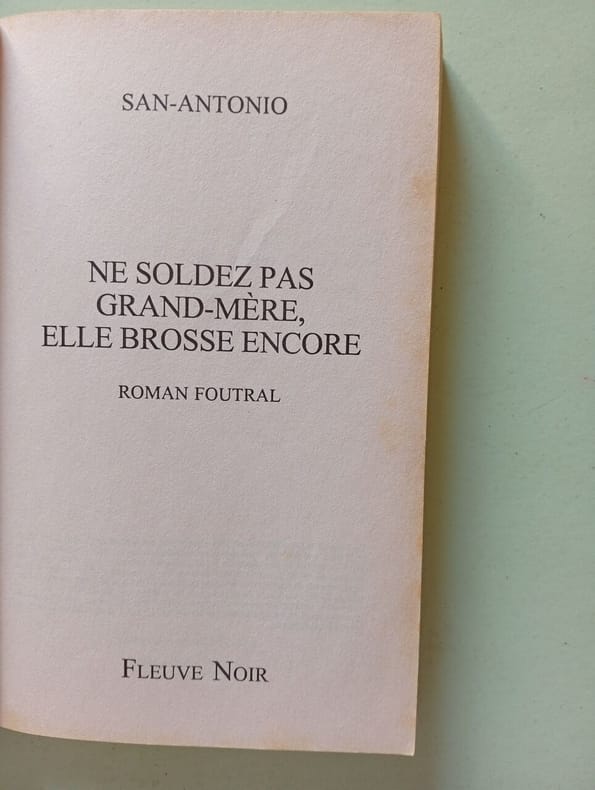 SAN-ANTONIO
NE SOLDEZ PAS
GRAND-MÈRE,
ELLE BROSSE ENCORE
ROMAN FOUTRAL
FLEUVE NOIR